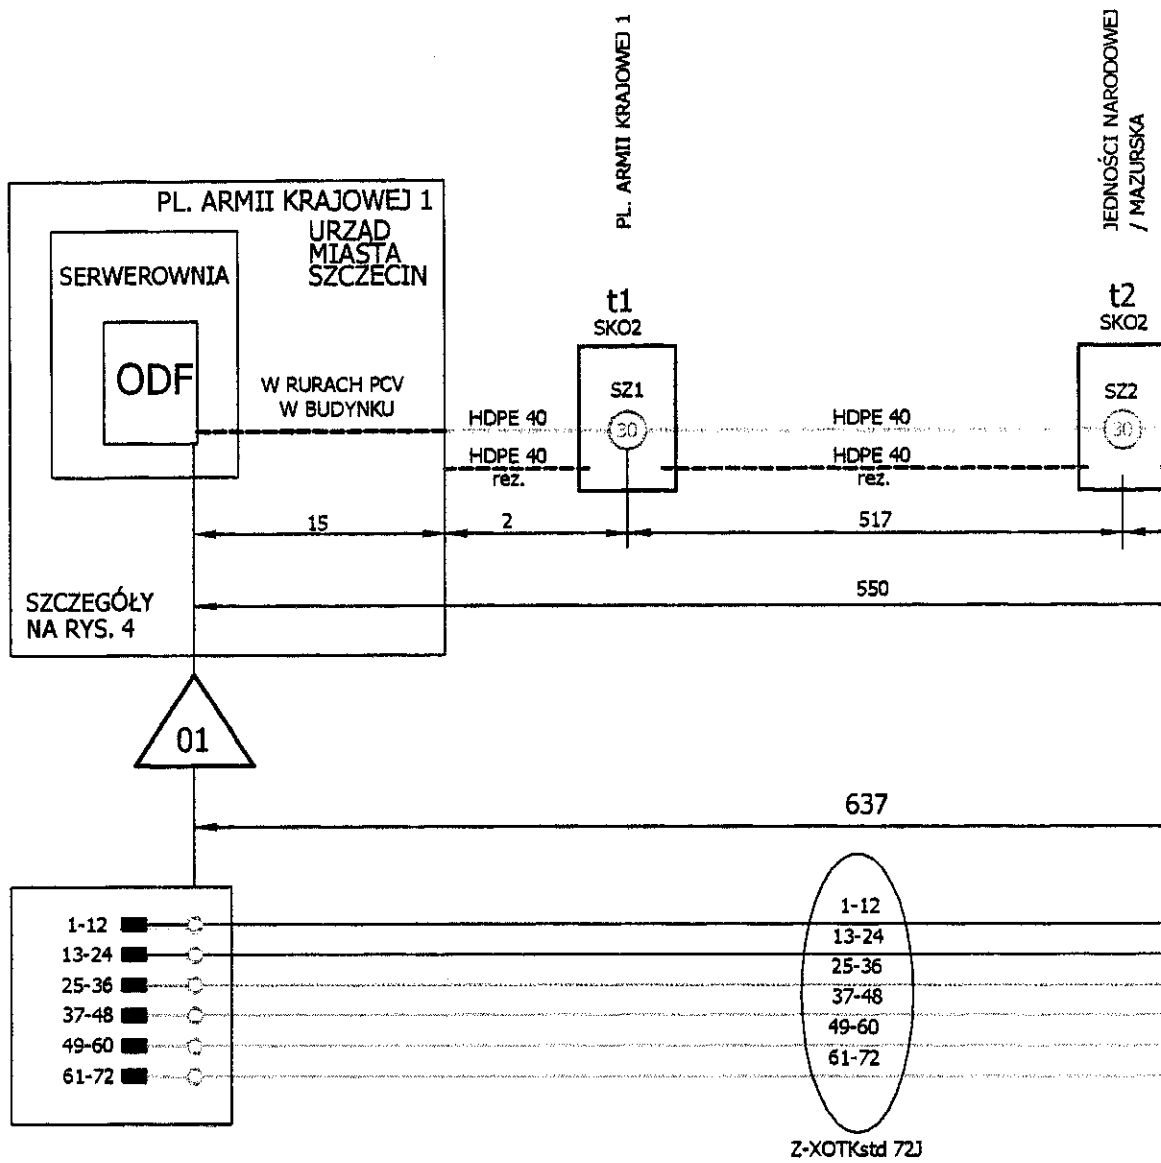 PL. ARMII KRAJOWEJ 1
JEDNOŚCI NARODOWEJ
/ MAZURSKA
PL. ARMII KRAJOWEJ 1
URZĄD
MIASTA
SZCZECIN
SERWEROWNIA
ODF
W RURACH PCV
W BUDYNKU
t1
SKO2
SZ1
30
t2
SKO2
SZ2
30
HDPE 40
HDPE 40
HDPE 40
rez.
HDPE 40
rez.
15
2
517
550
SZCZEGÓŁY
NA RYS. 4
01
637
1-12
13-24
25-36
37-48
49-60
61-72
1-12
13-24
25-36
37-48
49-60
61-72
Z-XOTKstd 72J